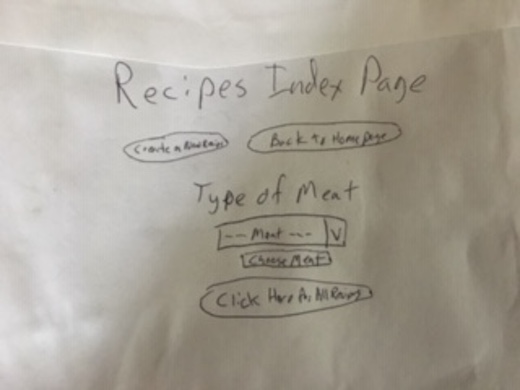 Recipes Index Page
Create a New Recipe
Back to Home Page
Type of Meat
--- Meat --- V
Choose Meat
Click Here for All Recipes